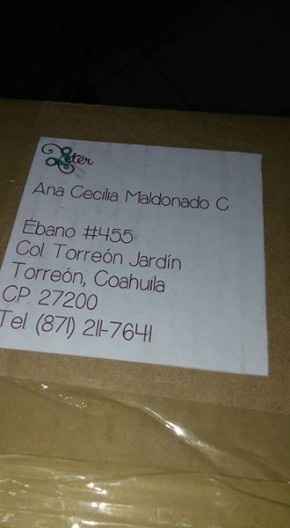 Ana Cecilia Maldonado C
Ébano #455
Col. Torreón Jardín
Torreón, Coahuila
CP. 27200
Tel. (871) 211-7641